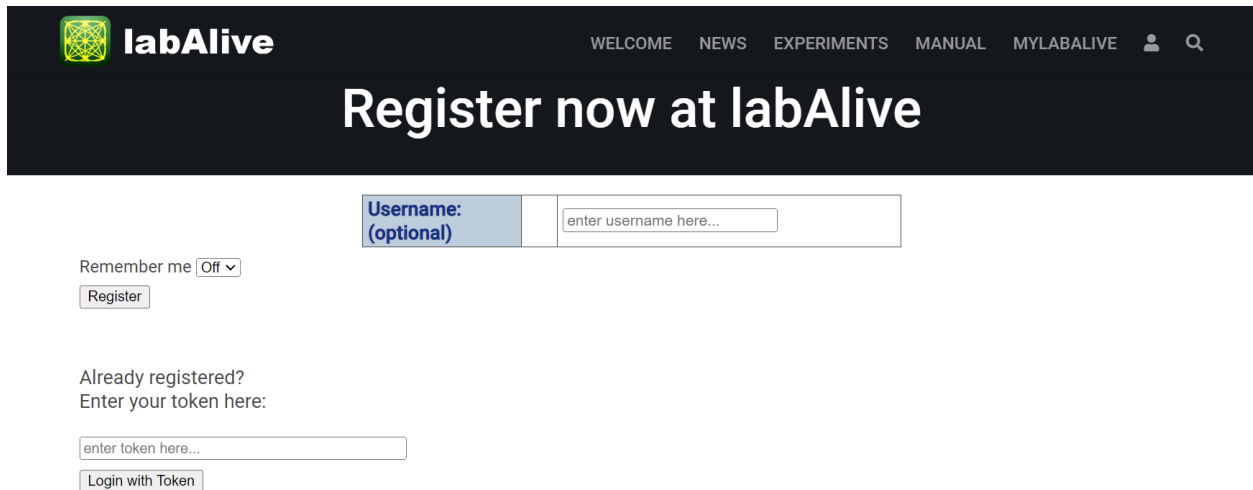 labAlive
WELCOME NEWS EXPERIMENTS MANUAL MYLABALIVE
Register now at labAlive
Username:
(optional)
enter username here...
Remember me Off
Register
Already registered?
Enter your token here:
enter token here...
Login with Token